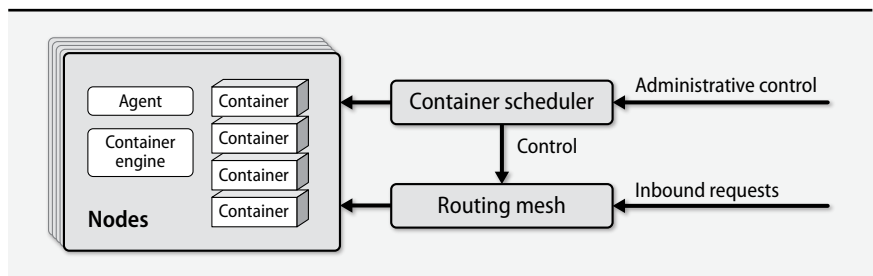 Agent
Container
engine
Container
Container
Container
Container
Nodes
Container scheduler
Administrative control
Control
Routing mesh
Inbound requests